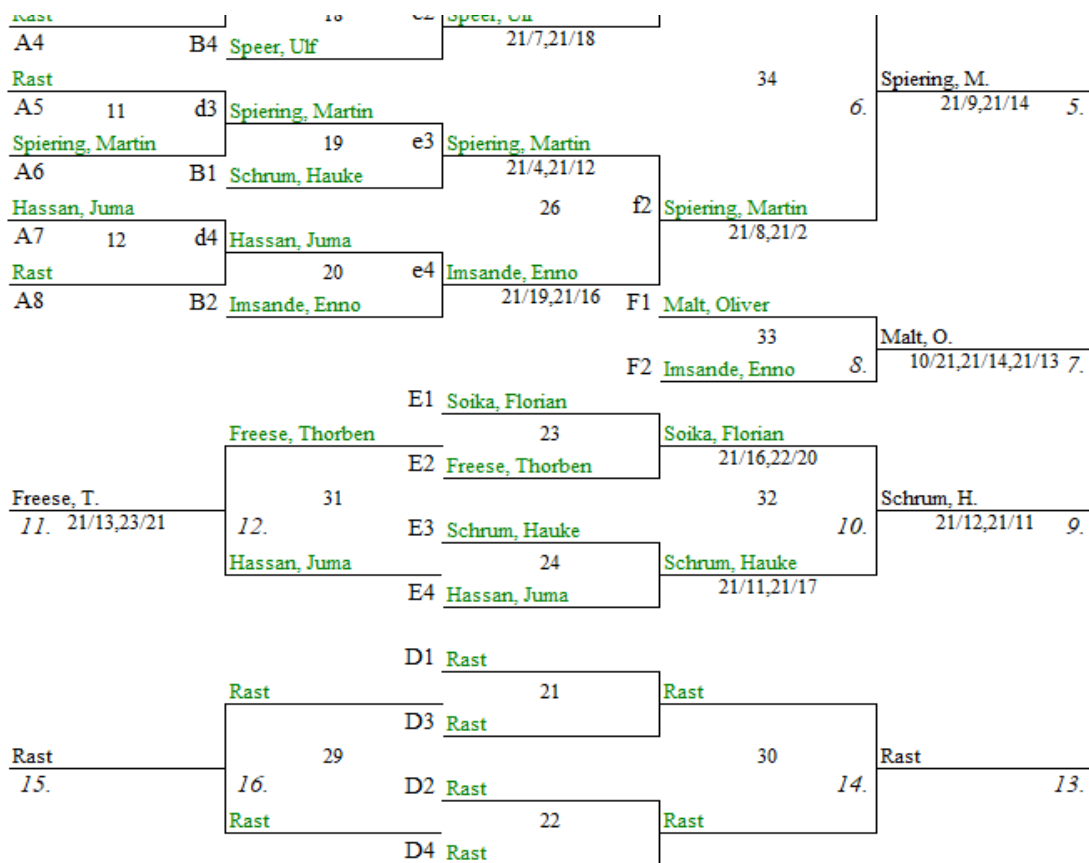 Rast 18 e2 Speer, Ulf
A4 B4 Speer, Ulf 21/7,21/18
Rast 34 Spiering, M.
A5 11 d3 Spiering, Martin 6. 21/9,21/14 5.
Spiering, Martin 19 e3 Spiering, Martin
A6 B1 Schrum, Hauke 21/4,21/12
Hassan, Juma 26 f2 Spiering, Martin
A7 12 d4 Hassan, Juma 21/8,21/2
Rast 20 e4 Imsande, Enno
A8 B2 Imsande, Enno 21/19,21/16 F1 Malt, Oliver
33 Malt, O.
F2 Imsande, Enno 8. 10/21,21/14,21/13 7.
E1 Soika, Florian
Freese, Thorben 23 Soika, Florian
E2 Freese, Thorben 21/16,22/20
Freese, T. 31 32 Schrum, H.
11. 21/13,23/21 12. E3 Schrum, Hauke 10. 21/12,21/11 9.
Hassan, Juma 24 Schrum, Hauke
E4 Hassan, Juma 21/11,21/17
D1 Rast
Rast 21 Rast
D3 Rast
Rast 29 30 Rast
15. 16. D2 Rast 14. 13.
Rast 22 Rast
D4 Rast